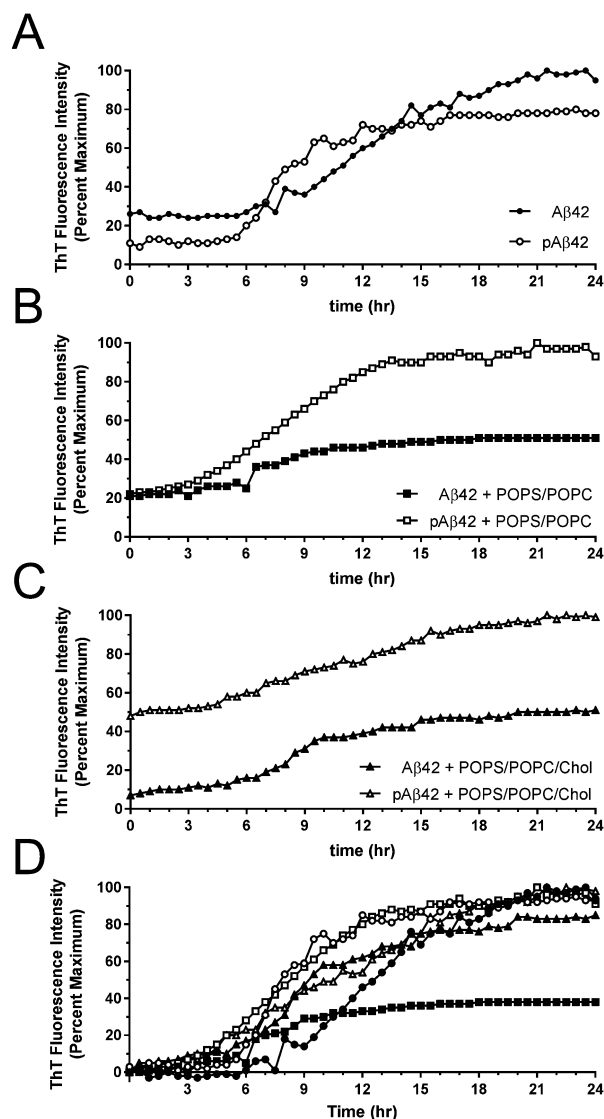 A
ThT Fluorescence Intensity
(Percent Maximum)
100
80
60
40
20
0
Aβ42
pAβ42
0 3 6 9 12 15 18 21 24
time (hr)
B
ThT Fluorescence Intensity
(Percent Maximum)
100
80
60
40
20
0
Aβ42 + POPS/POPC
pAβ42 + POPS/POPC
0 3 6 9 12 15 18 21 24
time (hr)
C
ThT Fluorescence Intensity
(Percent Maximum)
100
80
60
40
20
0
Aβ42 + POPS/POPC/Chol
pAβ42 + POPS/POPC/Chol
0 3 6 9 12 15 18 21 24
time (hr)
D
ThT Fluorescence Intensity
(Percent Maximum)
100
80
60
40
20
0
3 6 9 12 15 18 21 24
Time (hr)